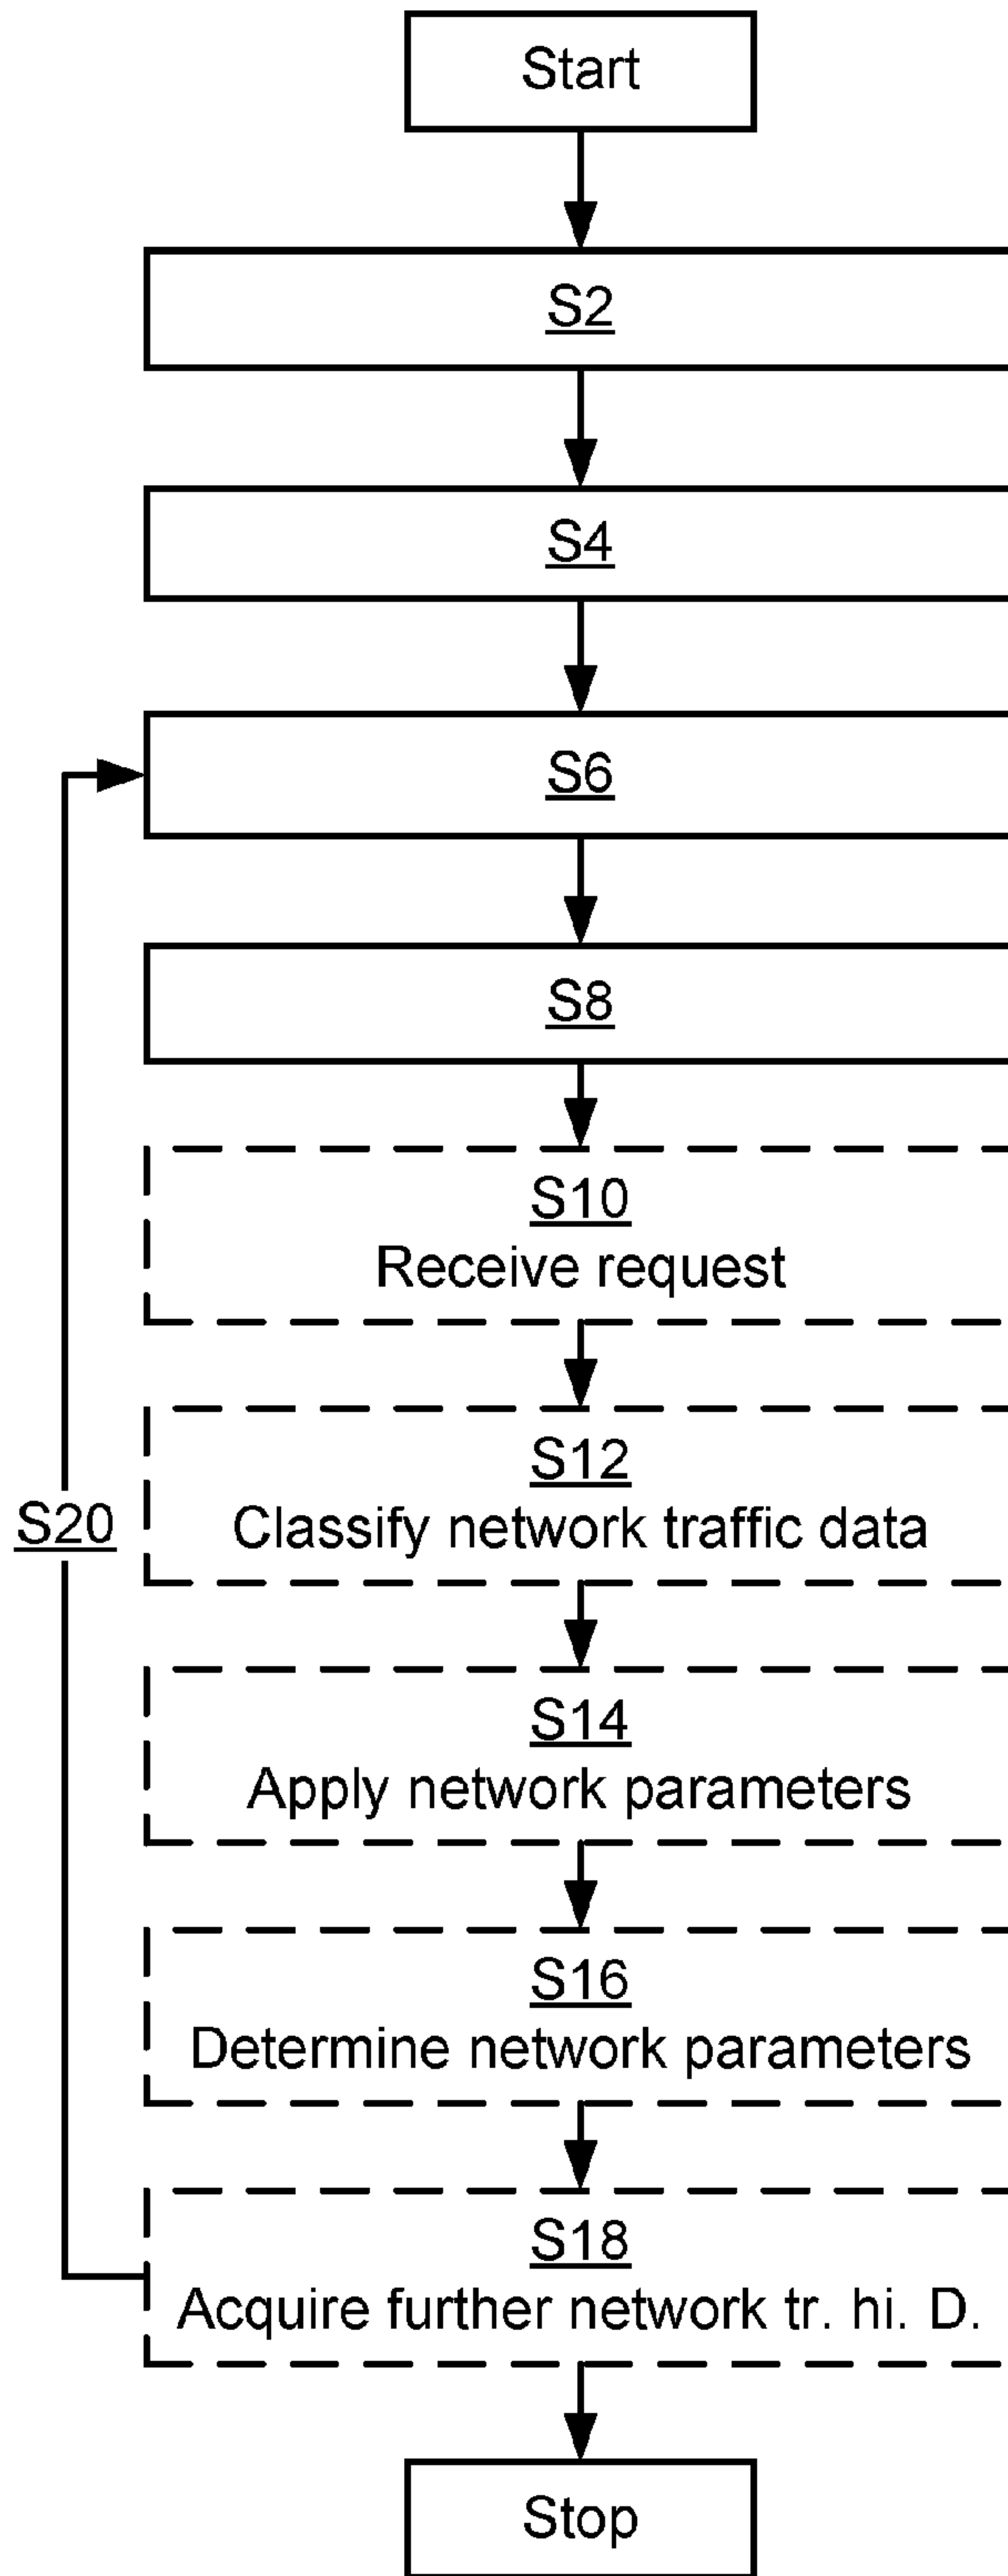 Start
S2
S4
S6
S8
S10
Receive request
S12
Classify network traffic data
S20
S14
Apply network parameters
S16
Determine network parameters
S18
Acquire further network tr. hi. D.
Stop